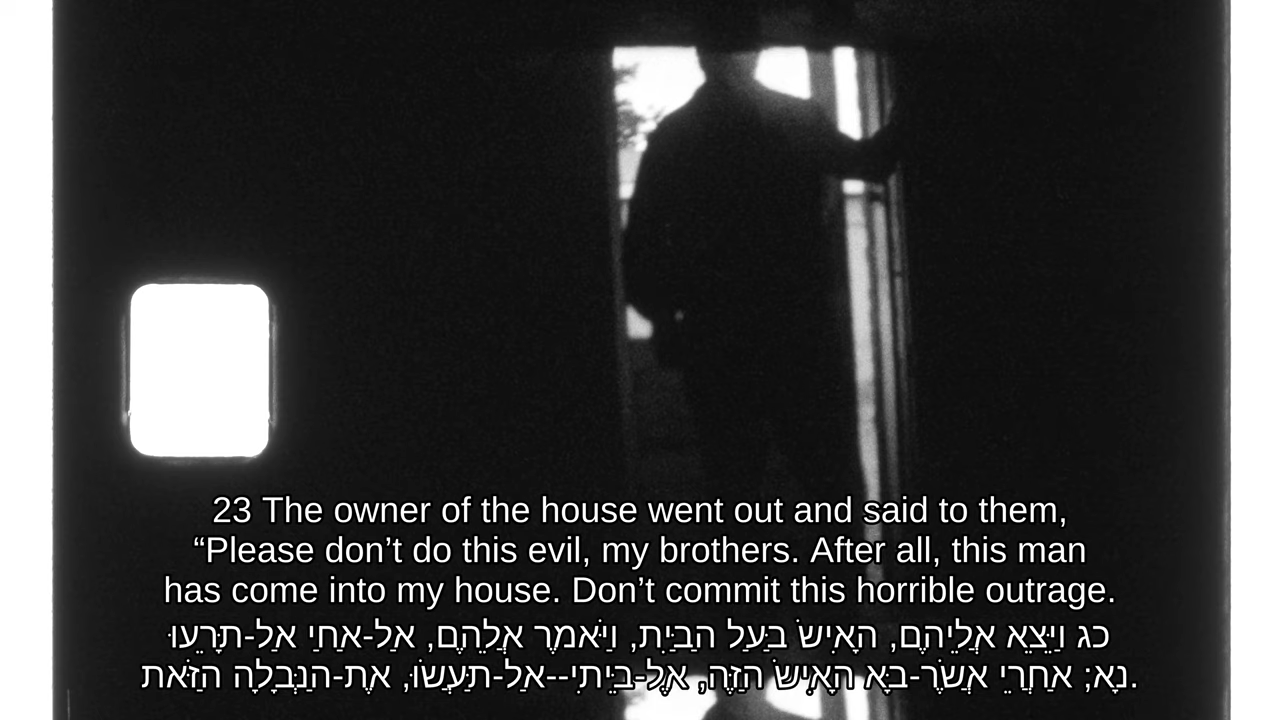 23 The owner of the house went out and said to them,
“Please don’t do this evil, my brothers. After all, this man
has come into my house. Don’t commit this horrible outrage.
כג וַיֵּצֵא אֲלֵיהֶם, הָאִישׁ בַּעַל הַבַּיִת, וַיֹּאמֶר אֲלֵהֶם, אַל-אַחַי אַל-תָּרֵעוּ
נָא; אַחֲרֵי אֲשֶׁר-בָּא הָאִישׁ הַזֶּה, אֶל-בֵּיתִי--אַל-תַּעֲשׂוּ, אֶת-הַנְּבָלָה הַזֹּאת.